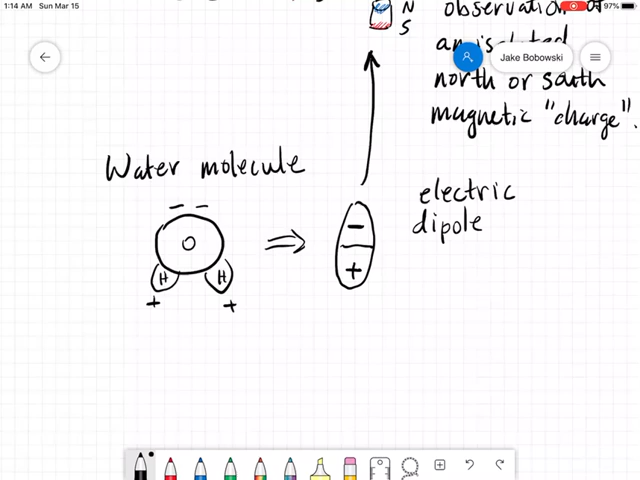 1:14 AM Sun Mar 15
97%
N
S
observation of
an isolated
north or south
magnetic "charge".
Jake Bobowski
Water molecule
electric
dipole
− −
O
H H
+ +
⇒
−
+